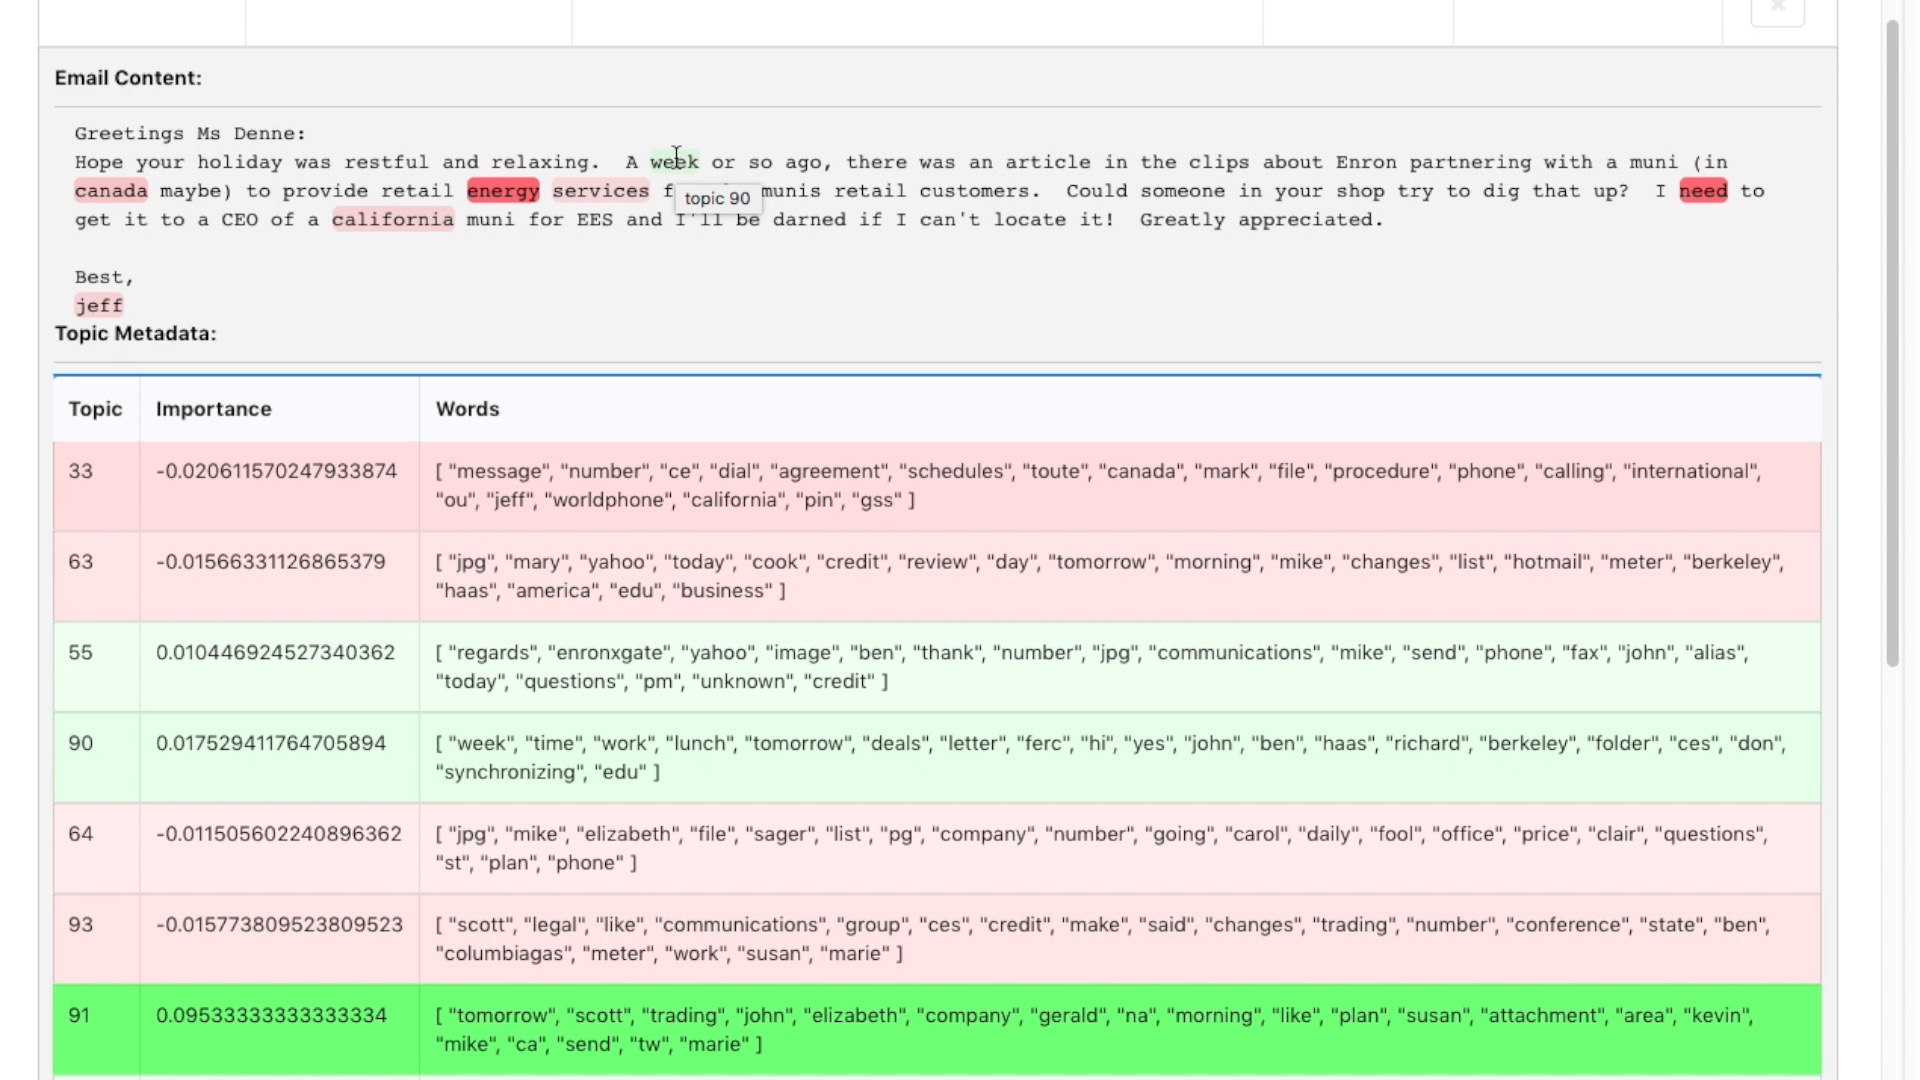 Email Content:
Greetings Ms Denne:
Hope your holiday was restful and relaxing.  A week or so ago, there was an article in the clips about Enron partnering with a muni (in
canada maybe) to provide retail energy services f munis retail customers.  Could someone in your shop try to dig that up?  I need to
topic 90
get it to a CEO of a california muni for EES and I'll be darned if I can't locate it!  Greatly appreciated.
Best,
jeff
Topic Metadata:
Topic Importance Words
33 -0.020611570247933874 [ "message", "number", "ce", "dial", "agreement", "schedules", "toute", "canada", "mark", "file", "procedure", "phone", "calling", "international",
"ou", "jeff", "worldphone", "california", "pin", "gss" ]
63 -0.01566331126865379 [ "jpg", "mary", "yahoo", "today", "cook", "credit", "review", "day", "tomorrow", "morning", "mike", "changes", "list", "hotmail", "meter", "berkeley",
"haas", "america", "edu", "business" ]
55 0.010446924527340362 [ "regards", "enronxgate", "yahoo", "image", "ben", "thank", "number", "jpg", "communications", "mike", "send", "phone", "fax", "john", "alias",
"today", "questions", "pm", "unknown", "credit" ]
90 0.017529411764705894 [ "week", "time", "work", "lunch", "tomorrow", "deals", "letter", "ferc", "hi", "yes", "john", "ben", "haas", "richard", "berkeley", "folder", "ces", "don",
"synchronizing", "edu" ]
64 -0.011505602240896362 [ "jpg", "mike", "elizabeth", "file", "sager", "list", "pg", "company", "number", "going", "carol", "daily", "fool", "office", "price", "clair", "questions",
"st", "plan", "phone" ]
93 -0.015773809523809523 [ "scott", "legal", "like", "communications", "group", "ces", "credit", "make", "said", "changes", "trading", "number", "conference", "state", "ben",
"columbiagas", "meter", "work", "susan", "marie" ]
91 0.09533333333333334 [ "tomorrow", "scott", "trading", "john", "elizabeth", "company", "gerald", "na", "morning", "like", "plan", "susan", "attachment", "area", "kevin",
"mike", "ca", "send", "tw", "marie" ]